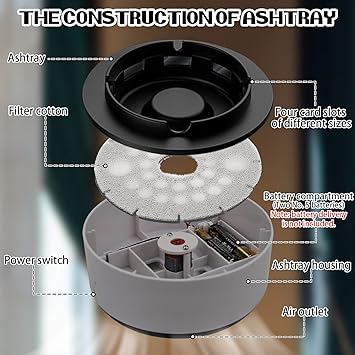 THE CONSTRUCTION OF ASHTRAY
Ashtray
Filter cotton
Four card slots
of different sizes
Battery compartment
(Two No. 5 Batteries)
Note: battery delivery
is not included.
Power switch
Ashtray housing
Air outlet